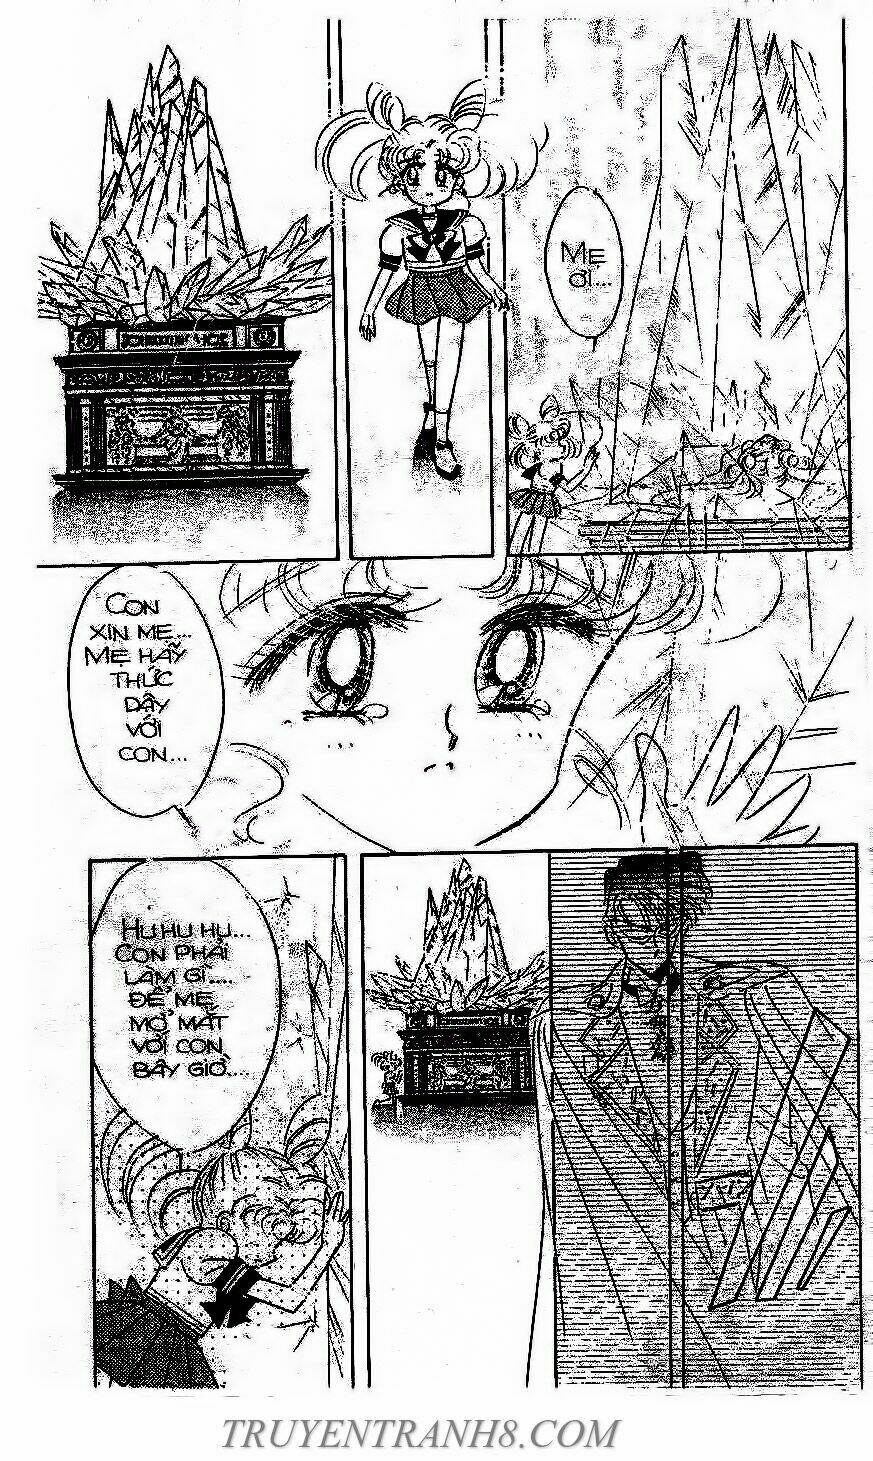 MẸ
ƠI....
CON
XIN MẸ...
MẸ HÃY
THỨC
DẬY
VỚI
CON...
HU HU HU...
CON PHẢI
LÀM GÌ....
ĐỂ MẸ
MỞ MẮT
VỚI CON
BÂY GIỜ....
TRUYENTRANH8.COM